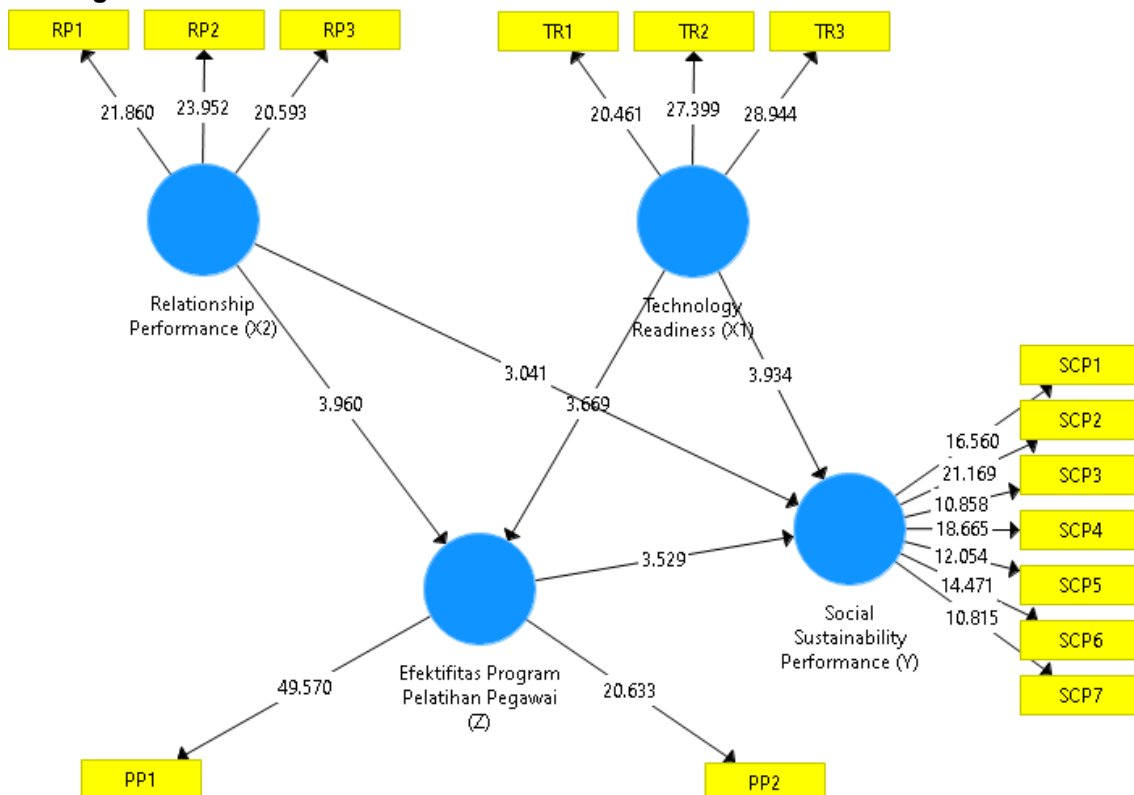 RP1
RP2
RP3
TR1
TR2
TR3
21.860
23.952
20.593
20.461
27.399
28.944
Relationship
Performance (X2)
Technology
Readiness (X1)
3.041
3.934
3.960
3.669
SCP1
SCP2
SCP3
SCP4
SCP5
SCP6
SCP7
16.560
21.169
10.858
18.665
12.054
14.471
10.815
3.529
Social
Sustainability
Performance (Y)
Efektifitas Program
Pelatihan Pegawai
(Z)
49.570
20.633
PP1
PP2